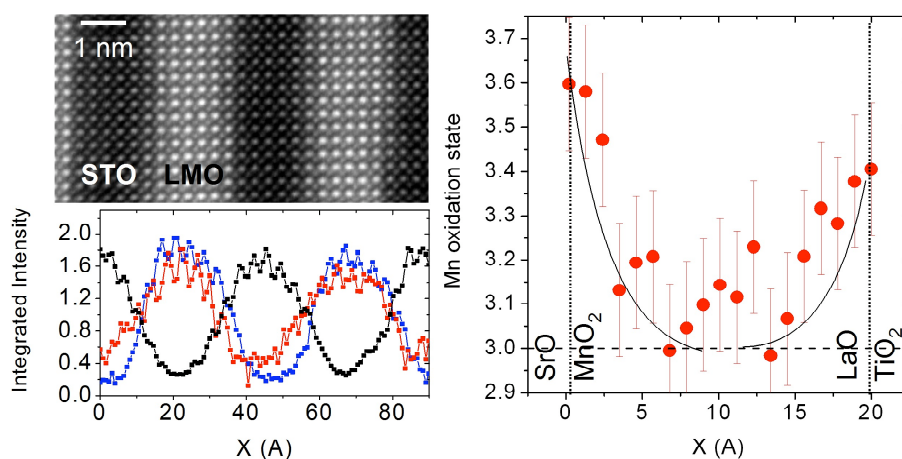 1 nm
STO LMO
Integrated Intensity
2.0
1.6
1.2
0.8
0.4
0.0
0 20 40 60 80
X (A)
Mn oxidation state
3.7
3.6
3.5
3.4
3.3
3.2
3.1
3.0
2.9
SrO
MnO2
LaO
TiO2
0 5 10 15 20
X (A)